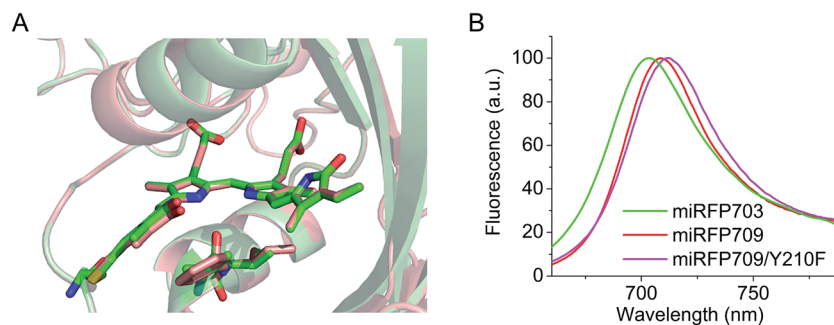 A
B
Fluorescence (a.u.)
100
80
60
40
20
0
miRFP703
miRFP709
miRFP709/Y210F
700
750
Wavelength (nm)